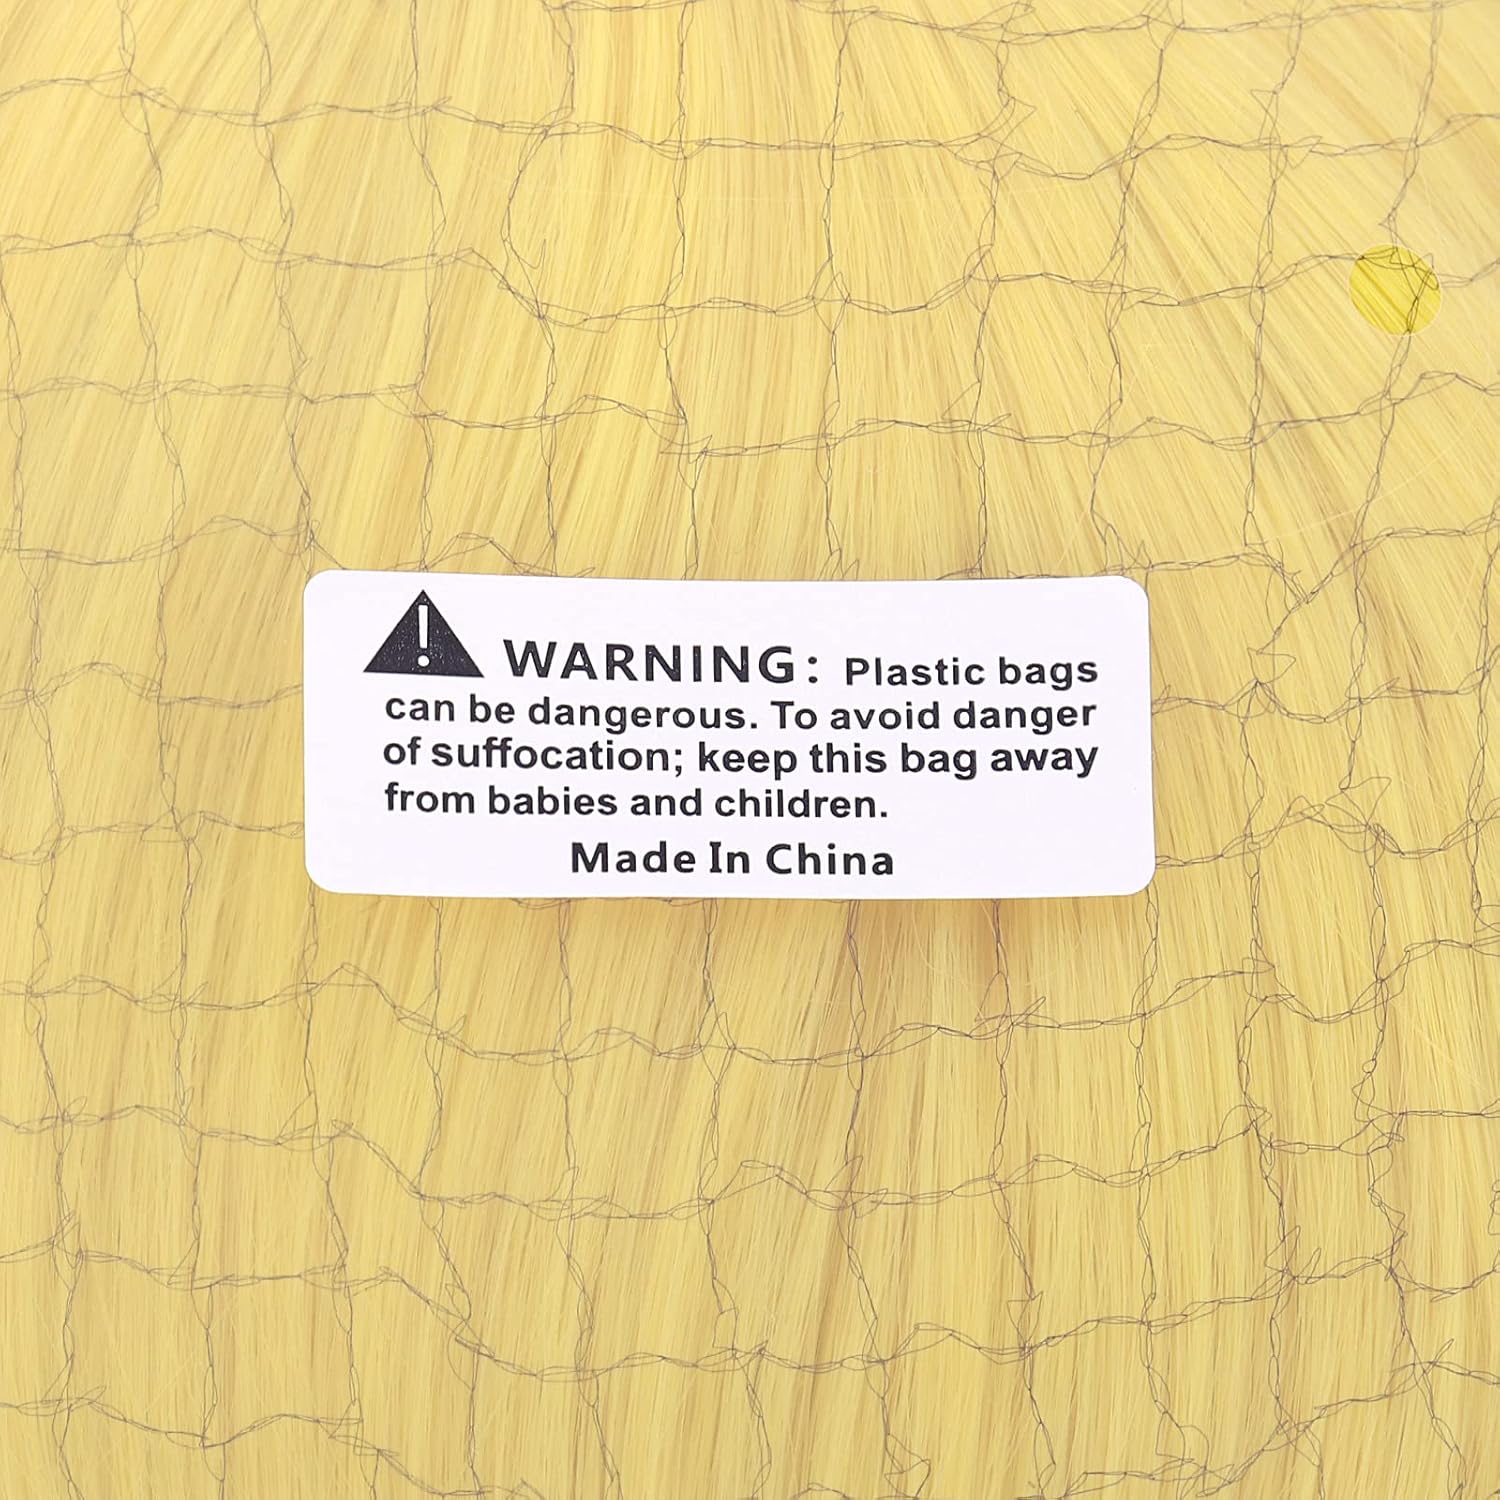 WARNING: Plastic bags
can be dangerous. To avoid danger
of suffocation; keep this bag away
from babies and children.
Made In China